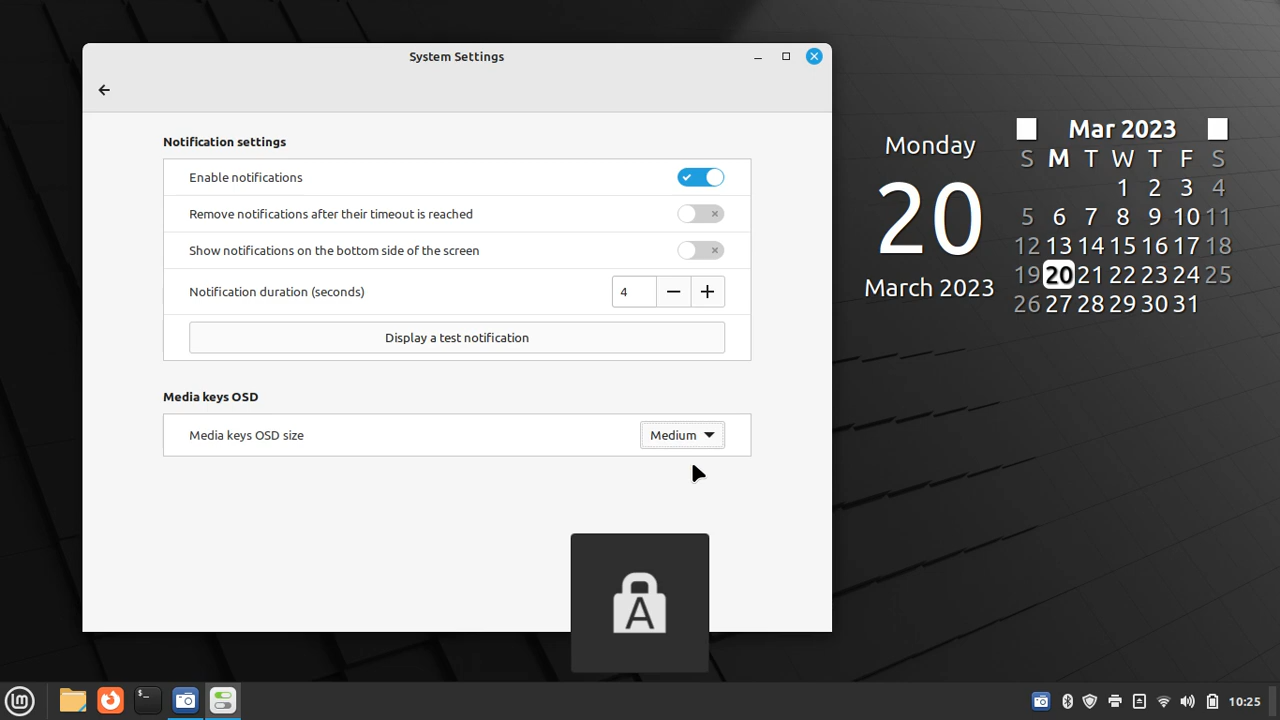 System Settings
Notification settings
Enable notifications
Remove notifications after their timeout is reached
Show notifications on the bottom side of the screen
Notification duration (seconds)
4
Display a test notification
Media keys OSD
Media keys OSD size
Medium
A
Monday
20
March 2023
Mar 2023
S M T W T F S
1 2 3 4
5 6 7 8 9 10 11
12 13 14 15 16 17 18
19 20 21 22 23 24 25
26 27 28 29 30 31
lm
$_
10:25